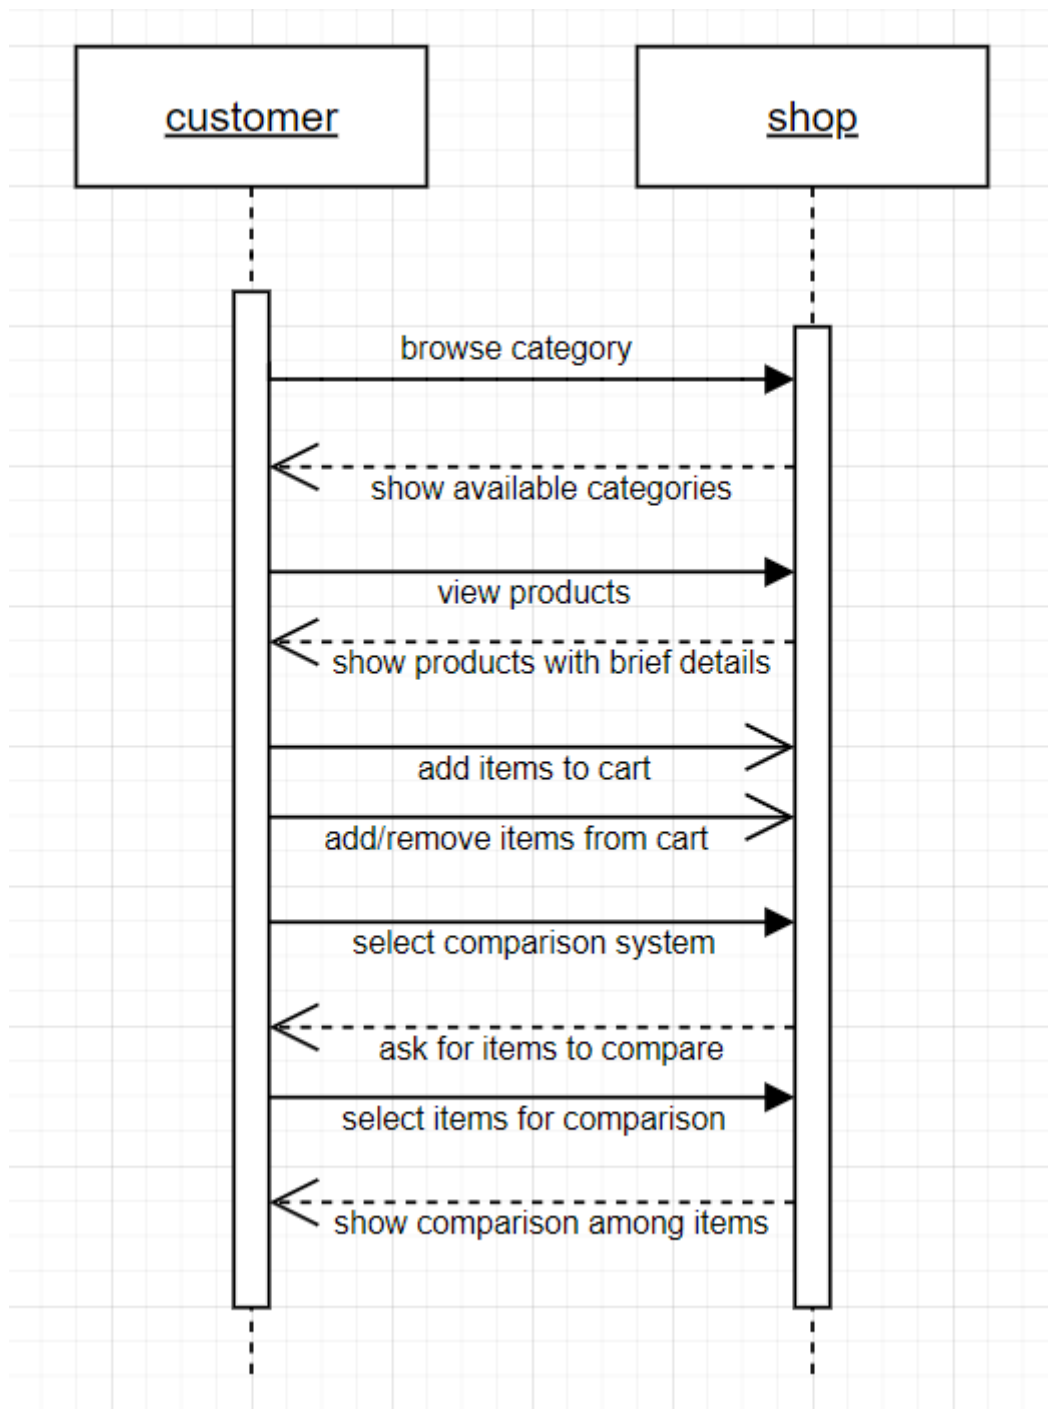 customer
shop
browse category
show available categories
view products
show products with brief details
add items to cart
add/remove items from cart
select comparison system
ask for items to compare
select items for comparison
show comparison among items